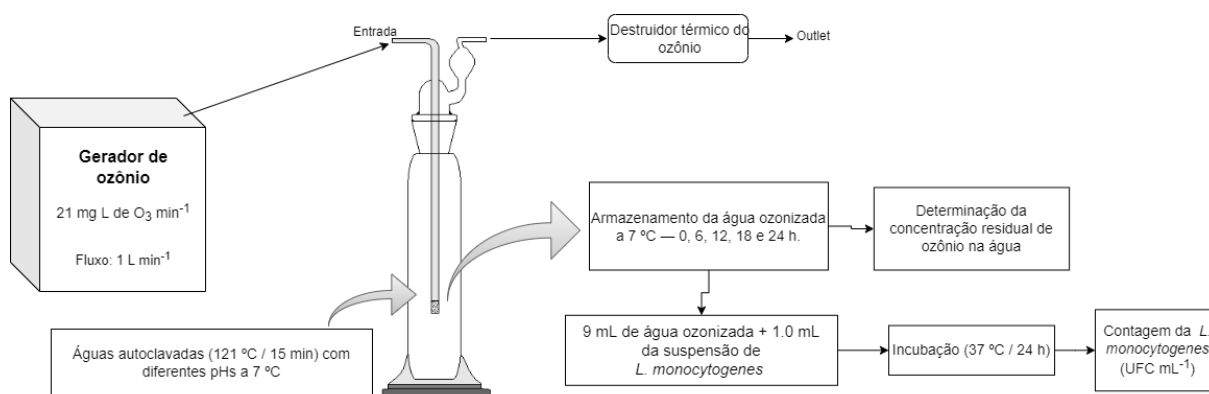 Entrada
Destruidor térmico do
ozônio
Outlet
Gerador de
ozônio
21 mg L de O₃ min⁻¹
Fluxo: 1 L min⁻¹
Armazenamento da água ozonizada
a 7 ºC — 0, 6, 12, 18 e 24 h.
Determinação da
concentração residual de
ozônio na água
Águas autoclavadas (121 ºC / 15 min) com
diferentes pHs a 7 ºC
9 mL de água ozonizada + 1.0 mL
da suspensão de
L. monocytogenes
Incubação (37 ºC / 24 h)
Contagem da L.
monocytogenes
(UFC mL⁻¹)